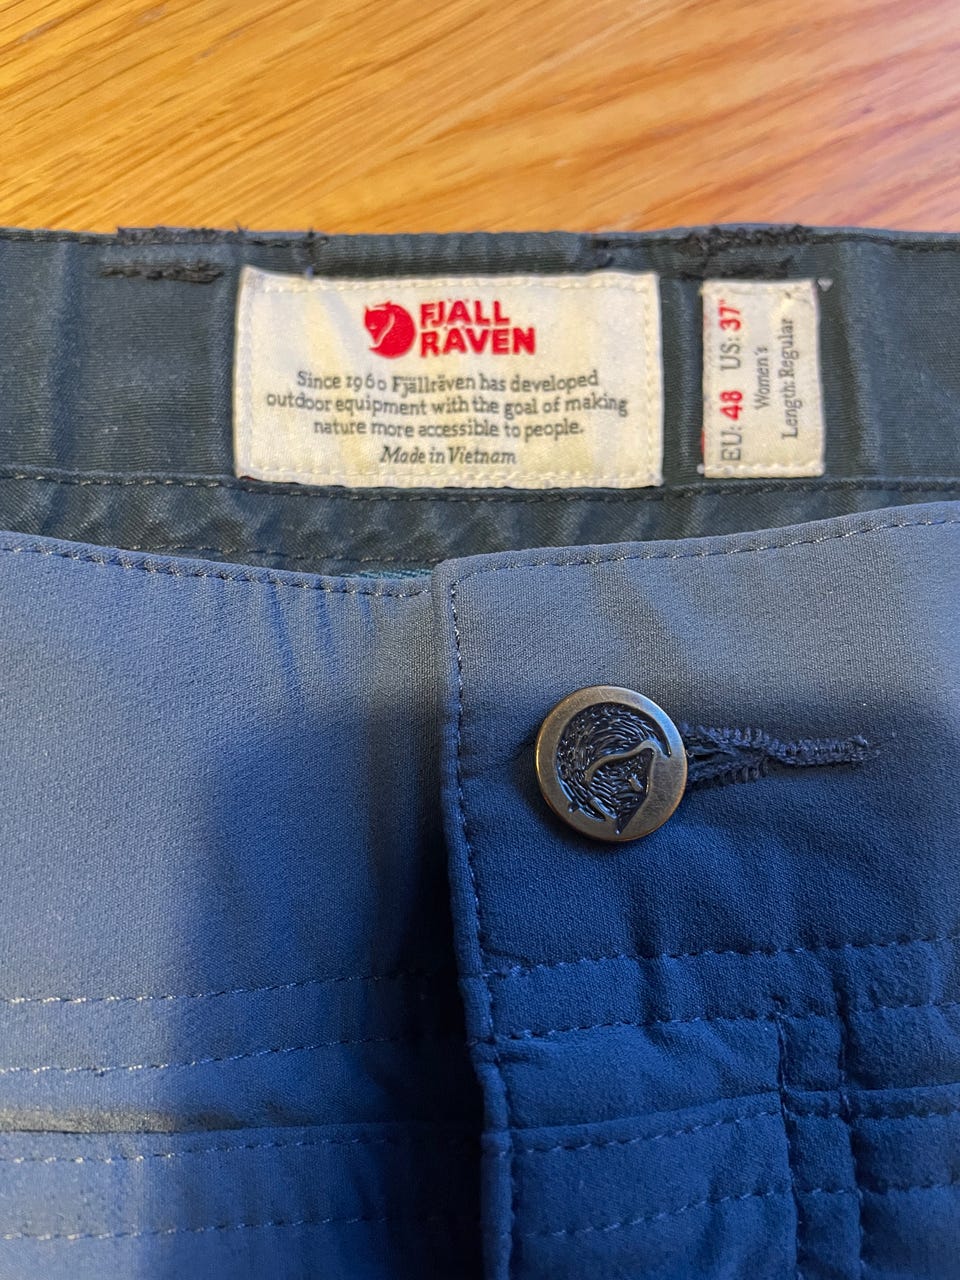 FJÄLL
RÄVEN
Since 1960 Fjällräven has developed
outdoor equipment with the goal of making
nature more accessible to people.
Made in Vietnam
EU: 48 US: 37"
Women's
Length: Regular